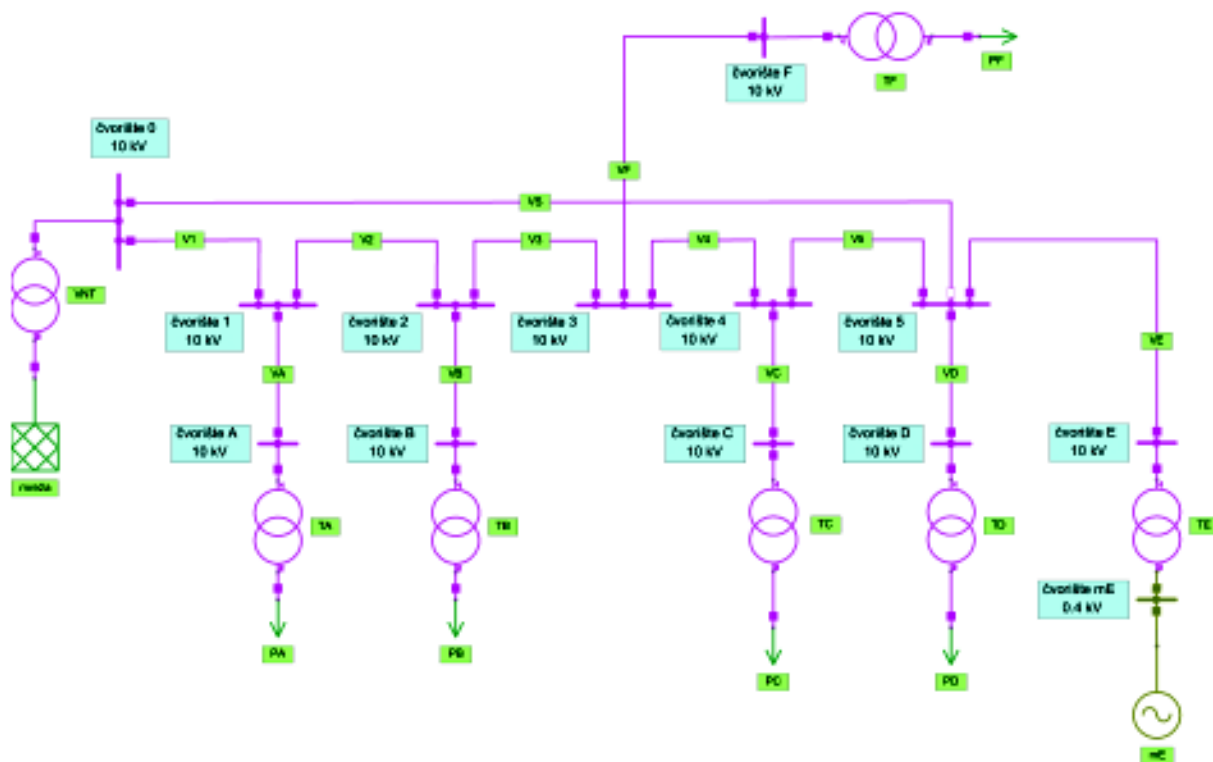 čvorište F
10 kV
TF
PF
čvorište 0
10 kV
VF
VS
V1
V2
V3
V4
VNT
čvorište 1
10 kV
čvorište 2
10 kV
čvorište 3
10 kV
čvorište 4
10 kV
čvorište 5
10 kV
VA
VB
VC
VD
VE
čvorište A
10 kV
čvorište B
10 kV
čvorište C
10 kV
čvorište D
10 kV
čvorište E
10 kV
mreža
TA
TB
TC
TD
TE
čvorište mE
0.4 kV
PA
PB
PC
PD
mE